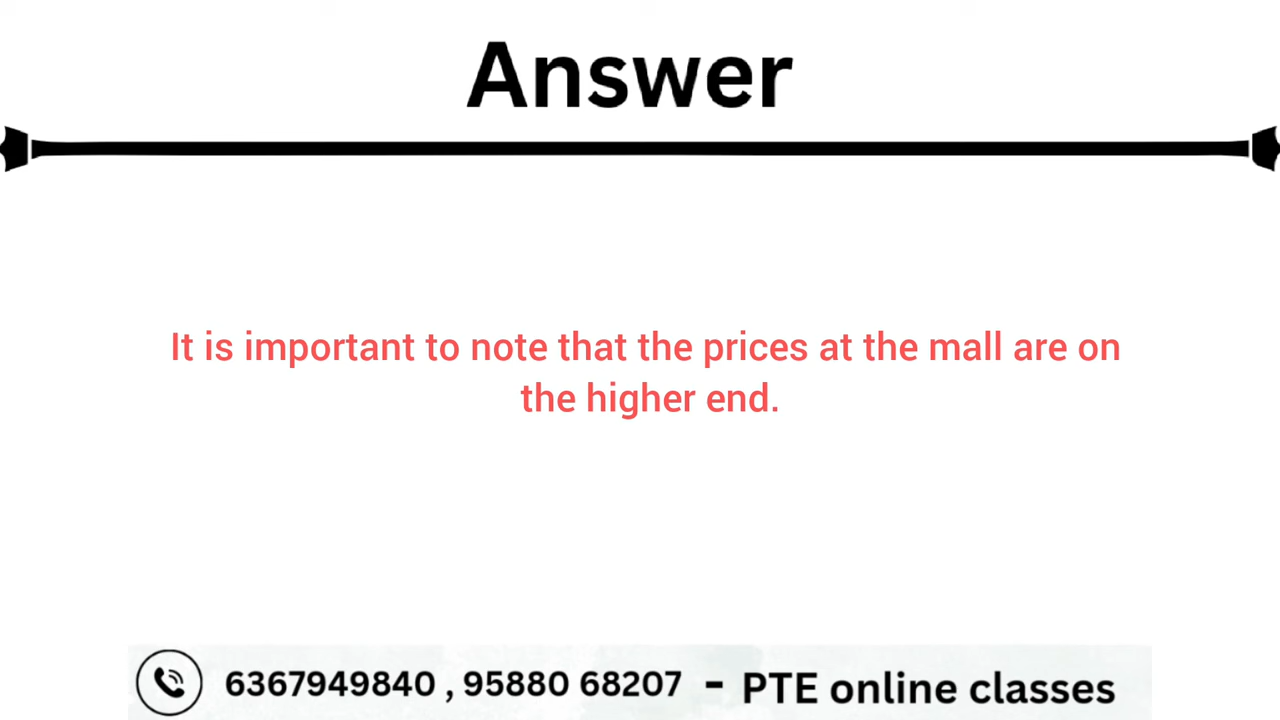 Answer
It is important to note that the prices at the mall are on
the higher end.
6367949840 , 95880 68207 - PTE online classes